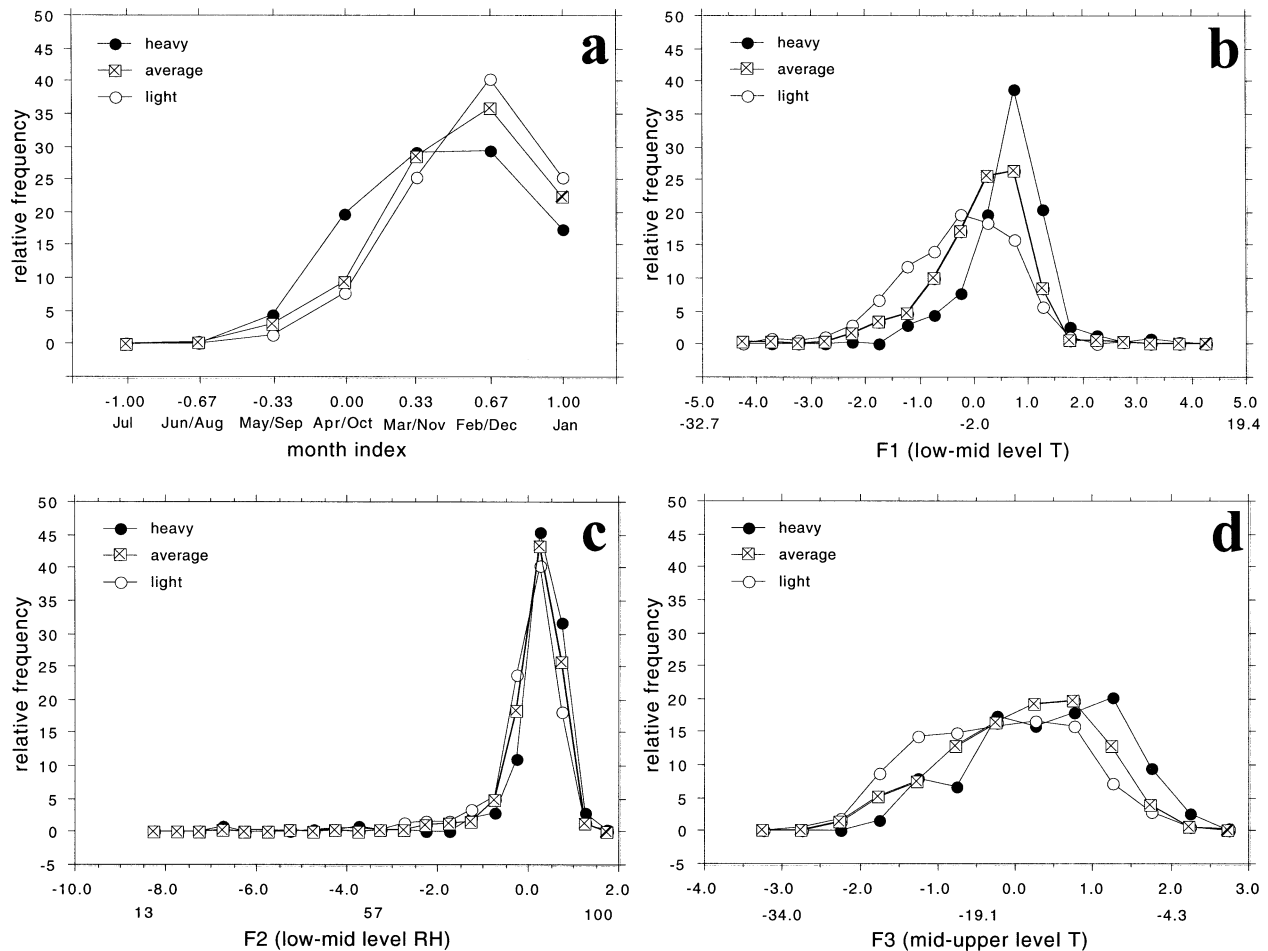 a
heavy
average
light
relative frequency
50
45
40
35
30
25
20
15
10
5
0
-1.00 -0.67 -0.33 0.00 0.33 0.67 1.00
Jul Jun/Aug May/Sep Apr/Oct Mar/Nov Feb/Dec Jan
month index
b
heavy
average
light
relative frequency
50
45
40
35
30
25
20
15
10
5
0
-5.0 -4.0 -3.0 -2.0 -1.0 0.0 1.0 2.0 3.0 4.0 5.0
-32.7 -2.0 19.4
F1 (low-mid level T)
c
heavy
average
light
relative frequency
50
45
40
35
30
25
20
15
10
5
0
-5
-10.0 -8.0 -6.0 -4.0 -2.0 0.0 2.0
13 57 100
F2 (low-mid level RH)
d
heavy
average
light
relative frequency
50
45
40
35
30
25
20
15
10
5
0
-5
-4.0 -3.0 -2.0 -1.0 0.0 1.0 2.0 3.0
-34.0 -19.1 -4.3
F3 (mid-upper level T)